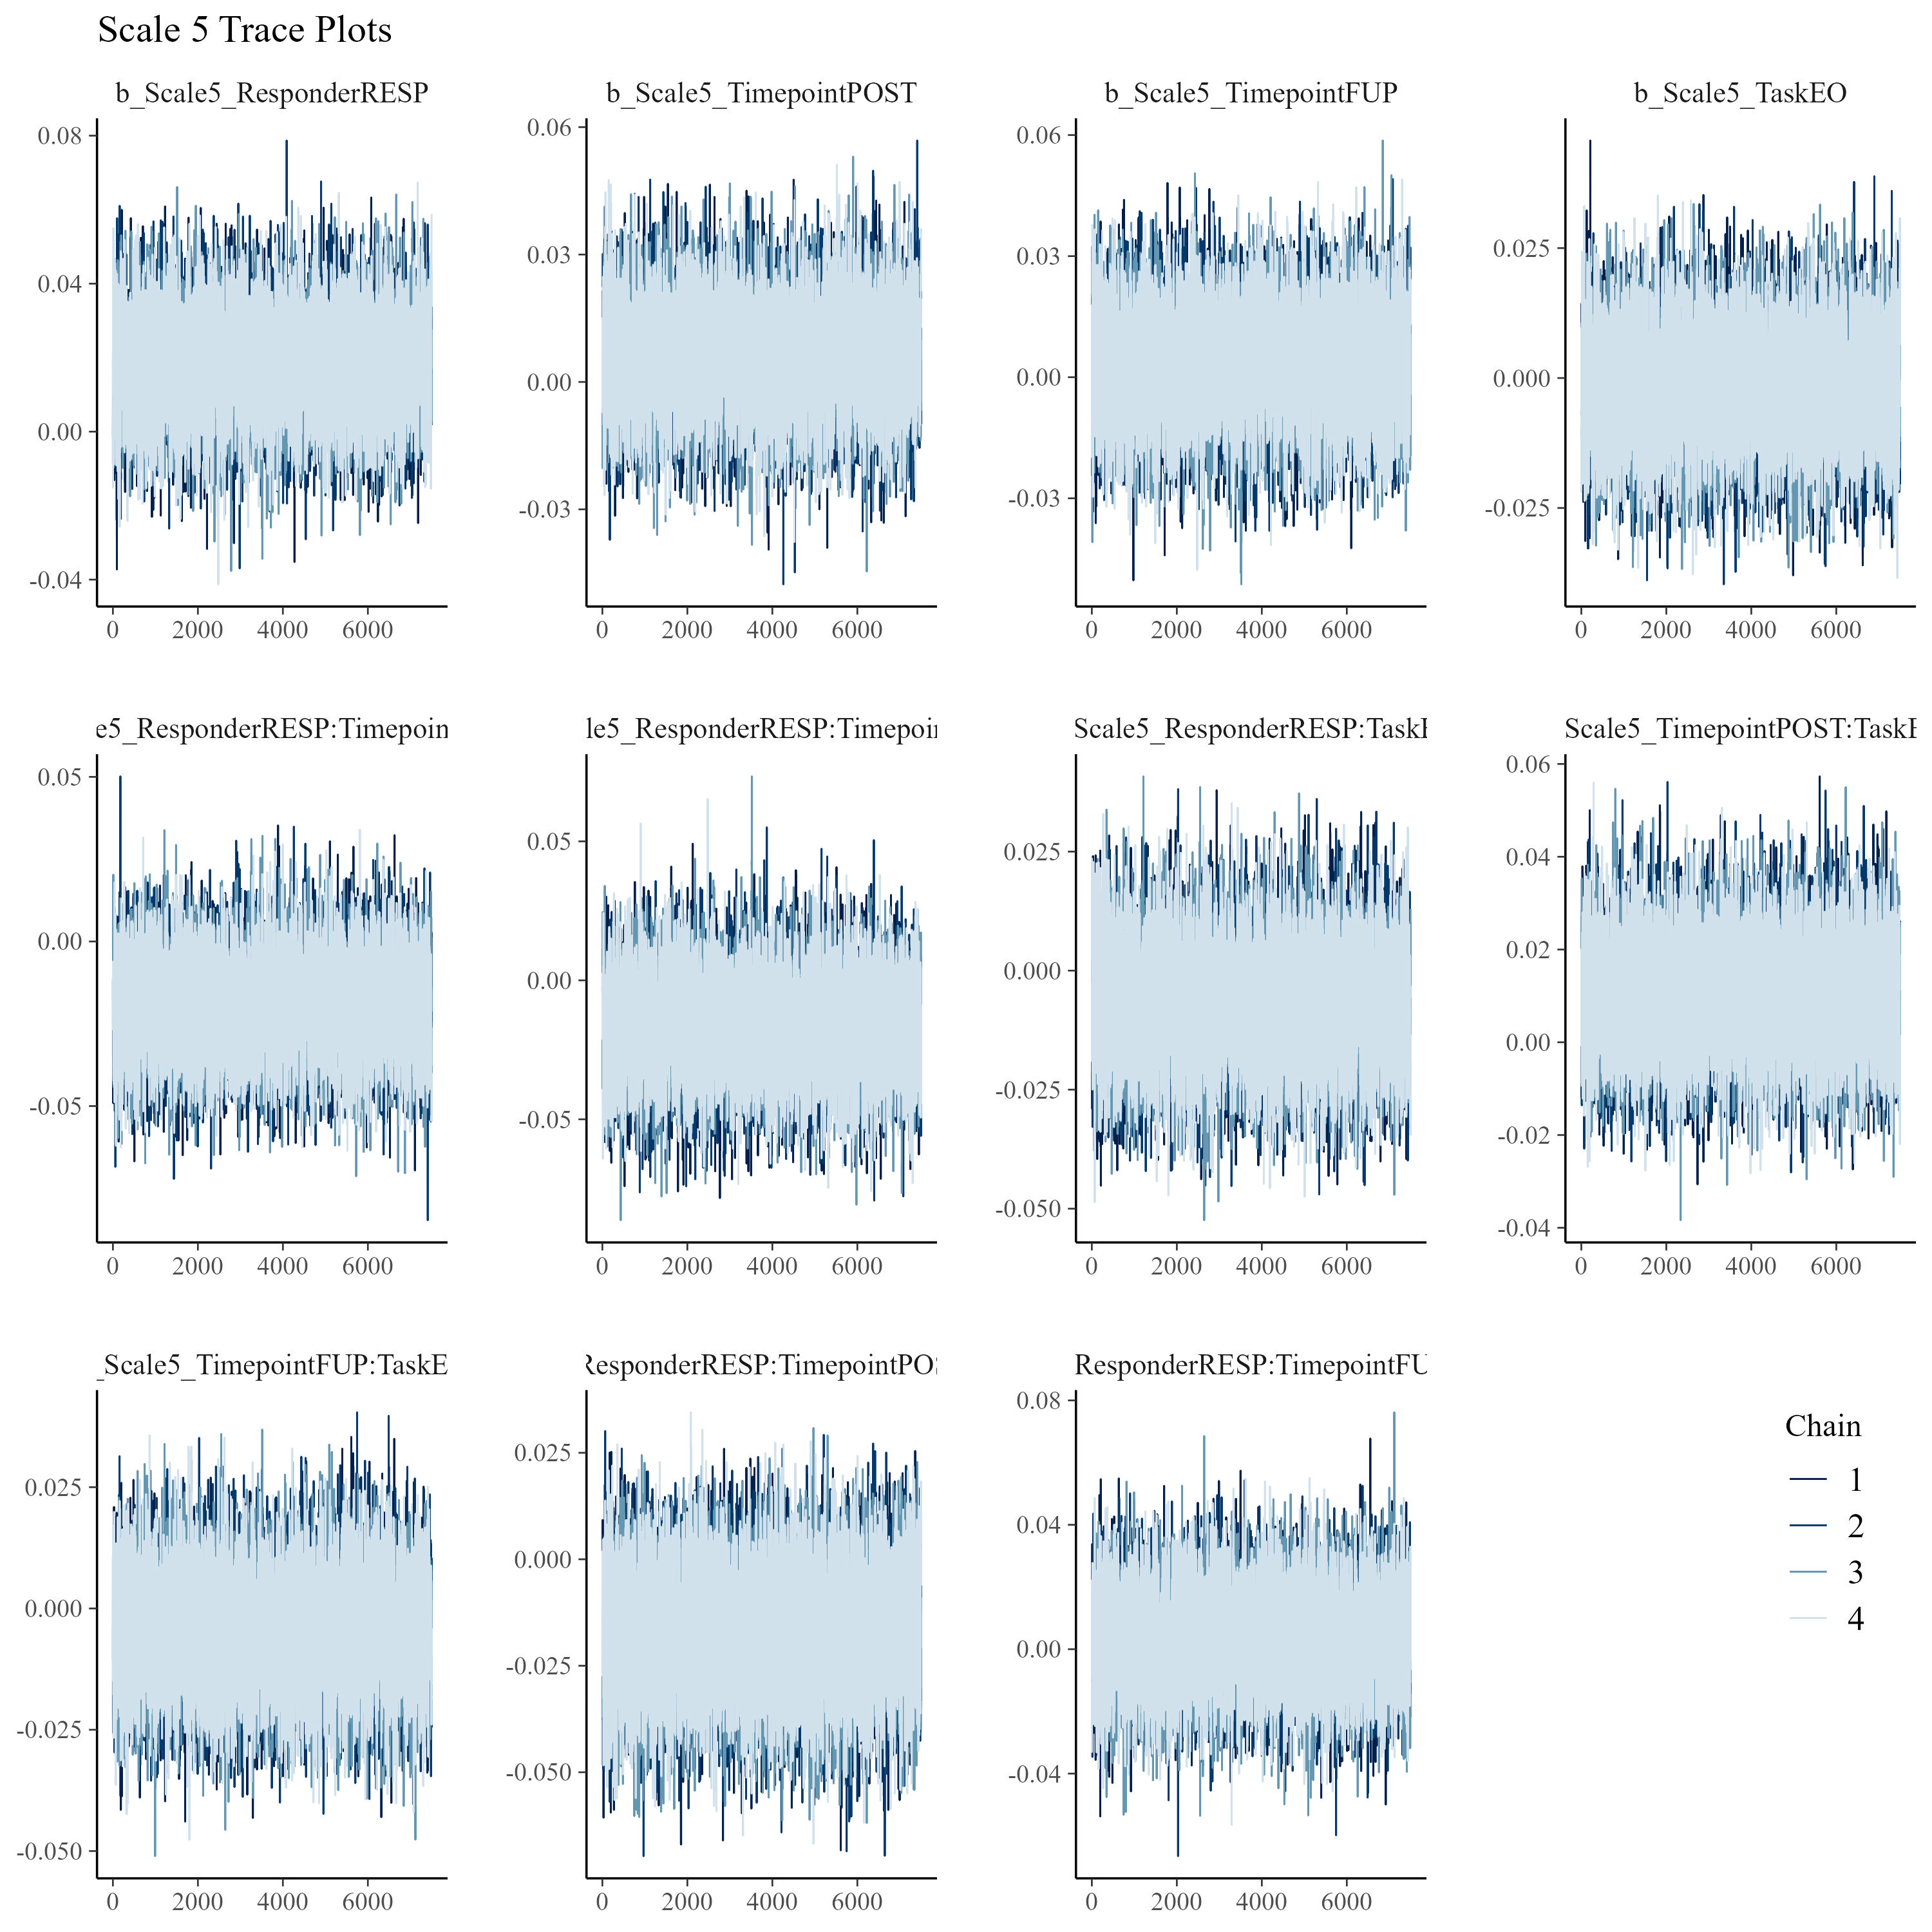 Scale 5 Trace Plots
b_Scale5_ResponderRESP
b_Scale5_TimepointPOST
b_Scale5_TimepointFUP
b_Scale5_TaskEO
0.08
0.04
0.00
-0.04
0 2000 4000 6000
0.06
0.03
0.00
-0.03
0 2000 4000 6000
0.06
0.03
0.00
-0.03
0 2000 4000 6000
0.025
0.000
-0.025
0 2000 4000 6000
e5_ResponderRESP:Timepoin
le5_ResponderRESP:Timepoin
Scale5_ResponderRESP:TaskE
Scale5_TimepointPOST:TaskE
0.05
0.00
-0.05
0 2000 4000 6000
0.05
0.00
-0.05
0 2000 4000 6000
0.025
0.000
-0.025
-0.050
0 2000 4000 6000
0.06
0.04
0.02
0.00
-0.02
-0.04
0 2000 4000 6000
_Scale5_TimepointFUP:TaskE
ResponderRESP:TimepointPOS
ResponderRESP:TimepointFU
0.025
0.000
-0.025
-0.050
0 2000 4000 6000
0.025
0.000
-0.025
-0.050
0 2000 4000 6000
0.08
0.04
0.00
-0.04
0 2000 4000 6000
Chain
1
2
3
4